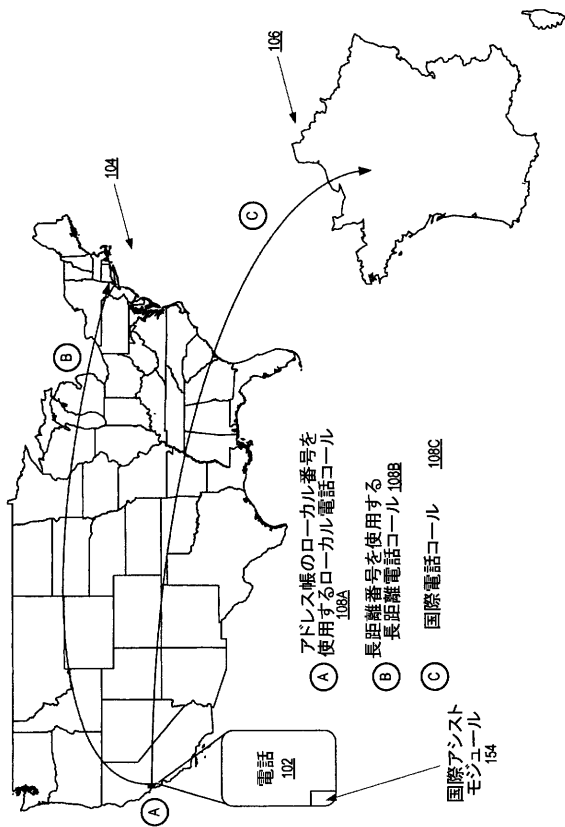 106
104
C
B
A
A アドレス帳のローカル番号を
使用するローカル電話コール
108A
B 長距離番号を使用する
長距離電話コール 108B
C 国際電話コール 108C
電話
102
国際アシスト
モジュール
154